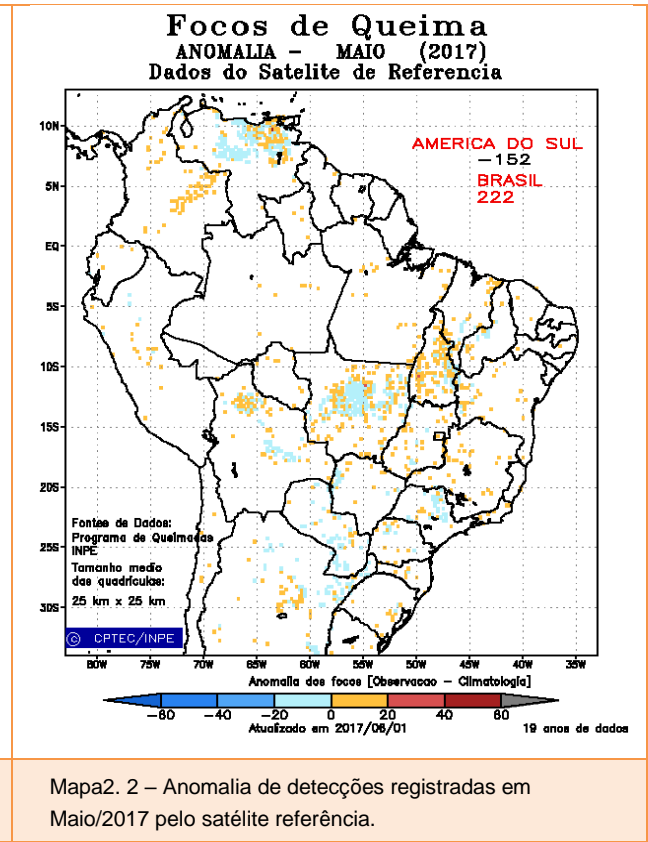 Focos de Queima
ANOMALIA - MAIO (2017)
Dados do Satelite de Referencia
AMERICA DO SUL
-152
BRASIL
222
10N
5N
EQ
5S
10S
15S
20S
25S
30S
Fontes de Dados:
Programa de Queimadas
INPE
Tamanho medio
das quadrículas:
25 km x 25 km
© CPTEC/INPE
80W 75W 70W 65W 60W 55W 50W 45W 40W 35W
Anomalia dos focos [Observacao - Climatologia]
-60 -40 -20 0 20 40 60
Atualizado em 2017/06/01 19 anos de dados
Mapa2. 2 – Anomalia de detecções registradas em
Maio/2017 pelo satélite referência.